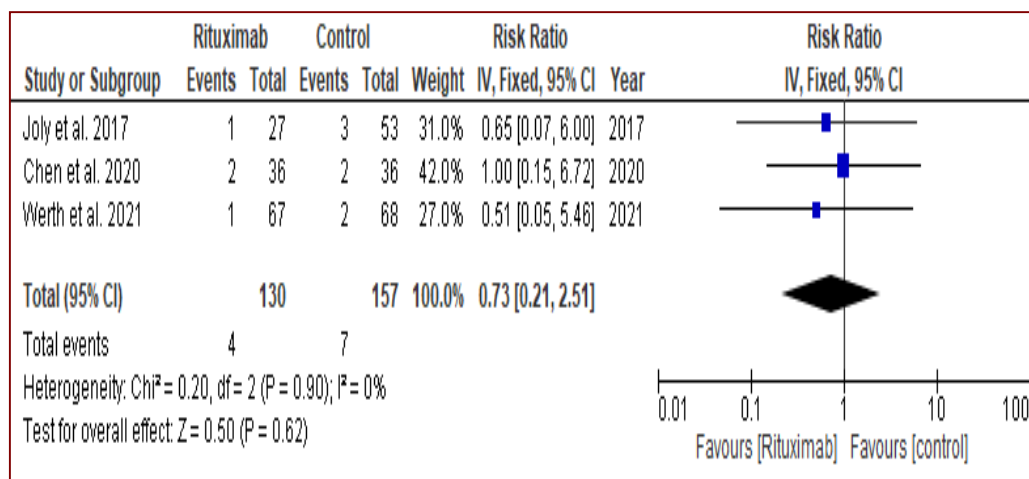 Rituximab Control Risk Ratio Risk Ratio
Study or Subgroup Events Total Events Total Weight IV, Fixed, 95% CI Year IV, Fixed, 95% CI
Joly et al. 2017 1 27 3 53 31.0% 0.65 [0.07, 6.00] 2017
Chen et al. 2020 2 36 2 36 42.0% 1.00 [0.15, 6.72] 2020
Werth et al. 2021 1 67 2 68 27.0% 0.51 [0.05, 5.46] 2021
Total (95% CI) 130 157 100.0% 0.73 [0.21, 2.51]
Total events 4 7
Heterogeneity: Chi² = 0.20, df = 2 (P = 0.90); I² = 0%
Test for overall effect: Z = 0.50 (P = 0.62)
0.01 0.1 1 10 100
Favours [Rituximab] Favours [control]